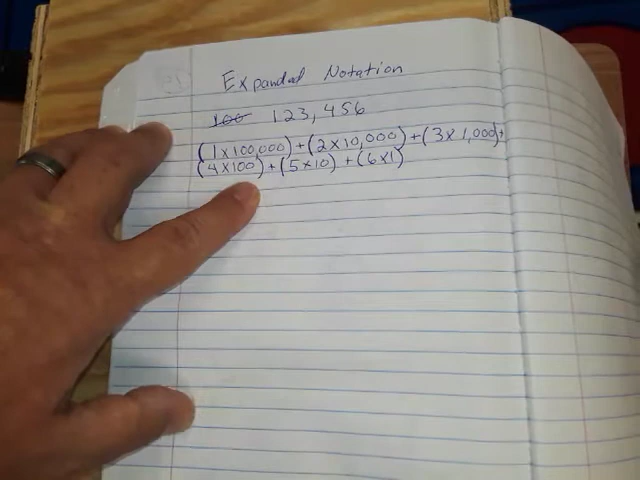 Expanded Notation
100 123,456
(1x100,000)+(2x10,000)+(3x1,000)+
(4x100)+(5x10)+(6x1)